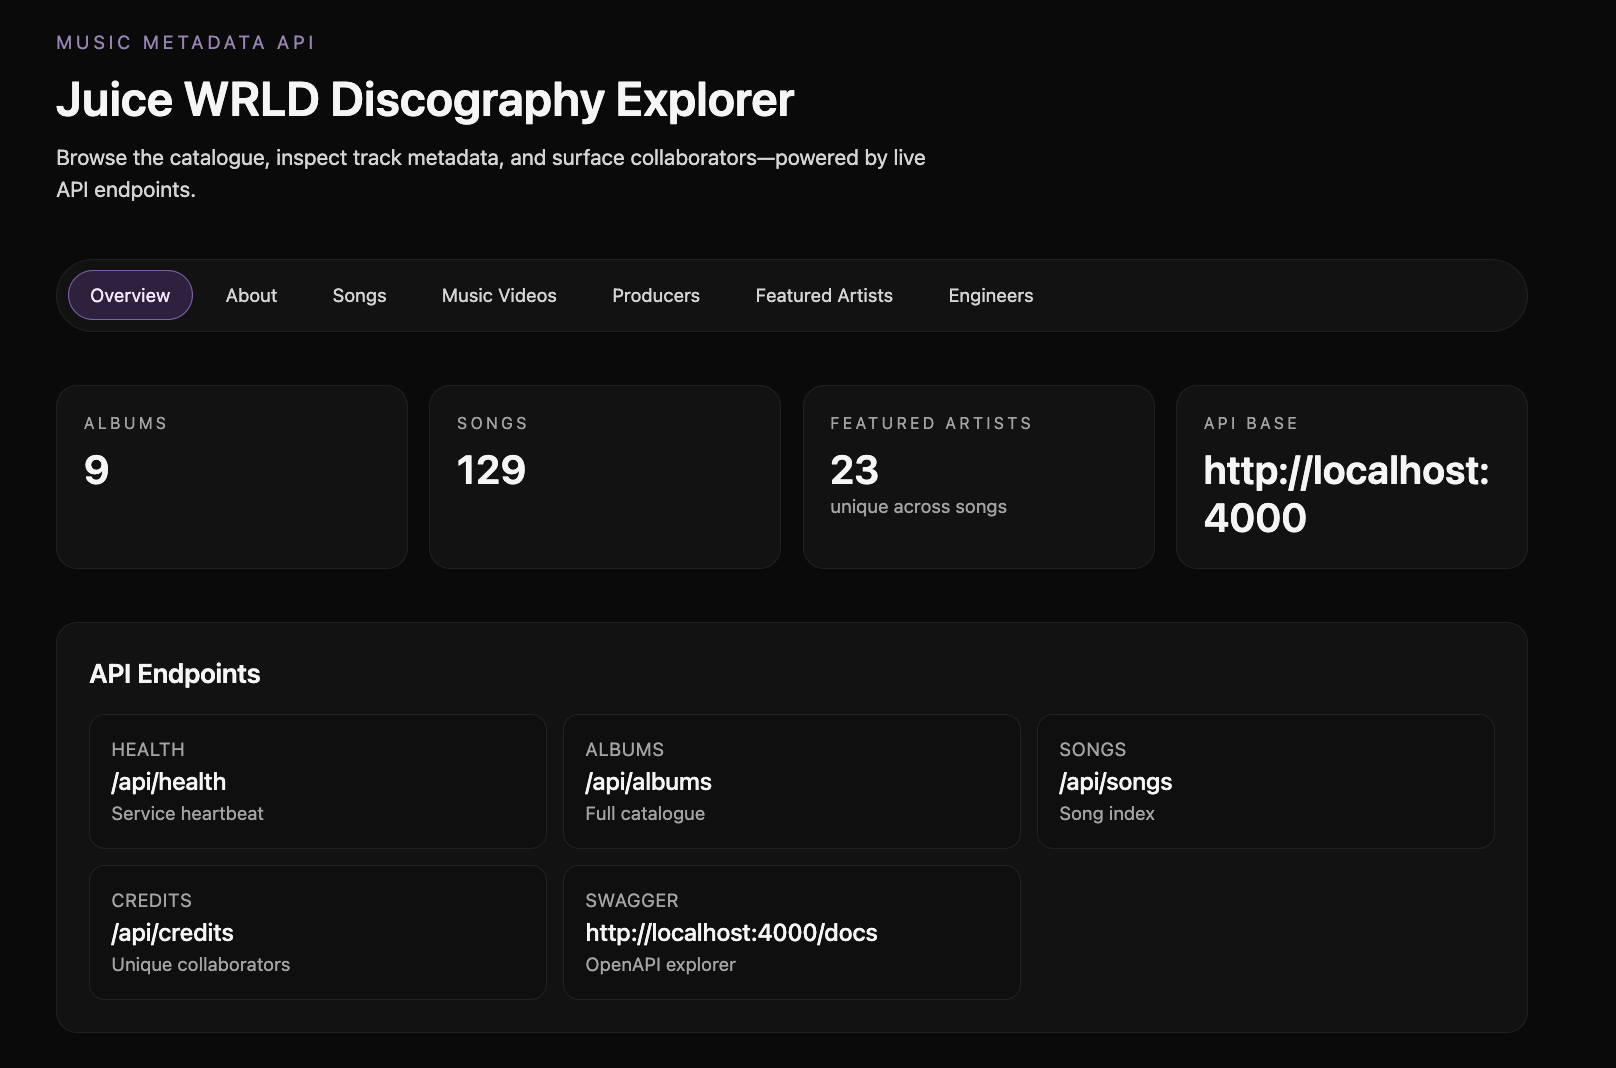 MUSIC METADATA API
Juice WRLD Discography Explorer
Browse the catalogue, inspect track metadata, and surface collaborators—powered by live
API endpoints.
Overview About Songs Music Videos Producers Featured Artists Engineers
ALBUMS
9
SONGS
129
FEATURED ARTISTS
23
unique across songs
API BASE
http://localhost:
4000
API Endpoints
HEALTH
/api/health
Service heartbeat
ALBUMS
/api/albums
Full catalogue
SONGS
/api/songs
Song index
CREDITS
/api/credits
Unique collaborators
SWAGGER
http://localhost:4000/docs
OpenAPI explorer